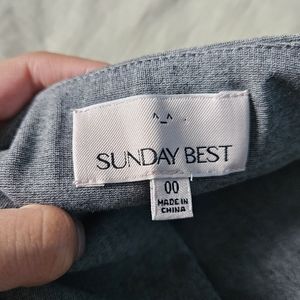 ^_^
SUNDAY BEST
00
MADE IN
CHINA